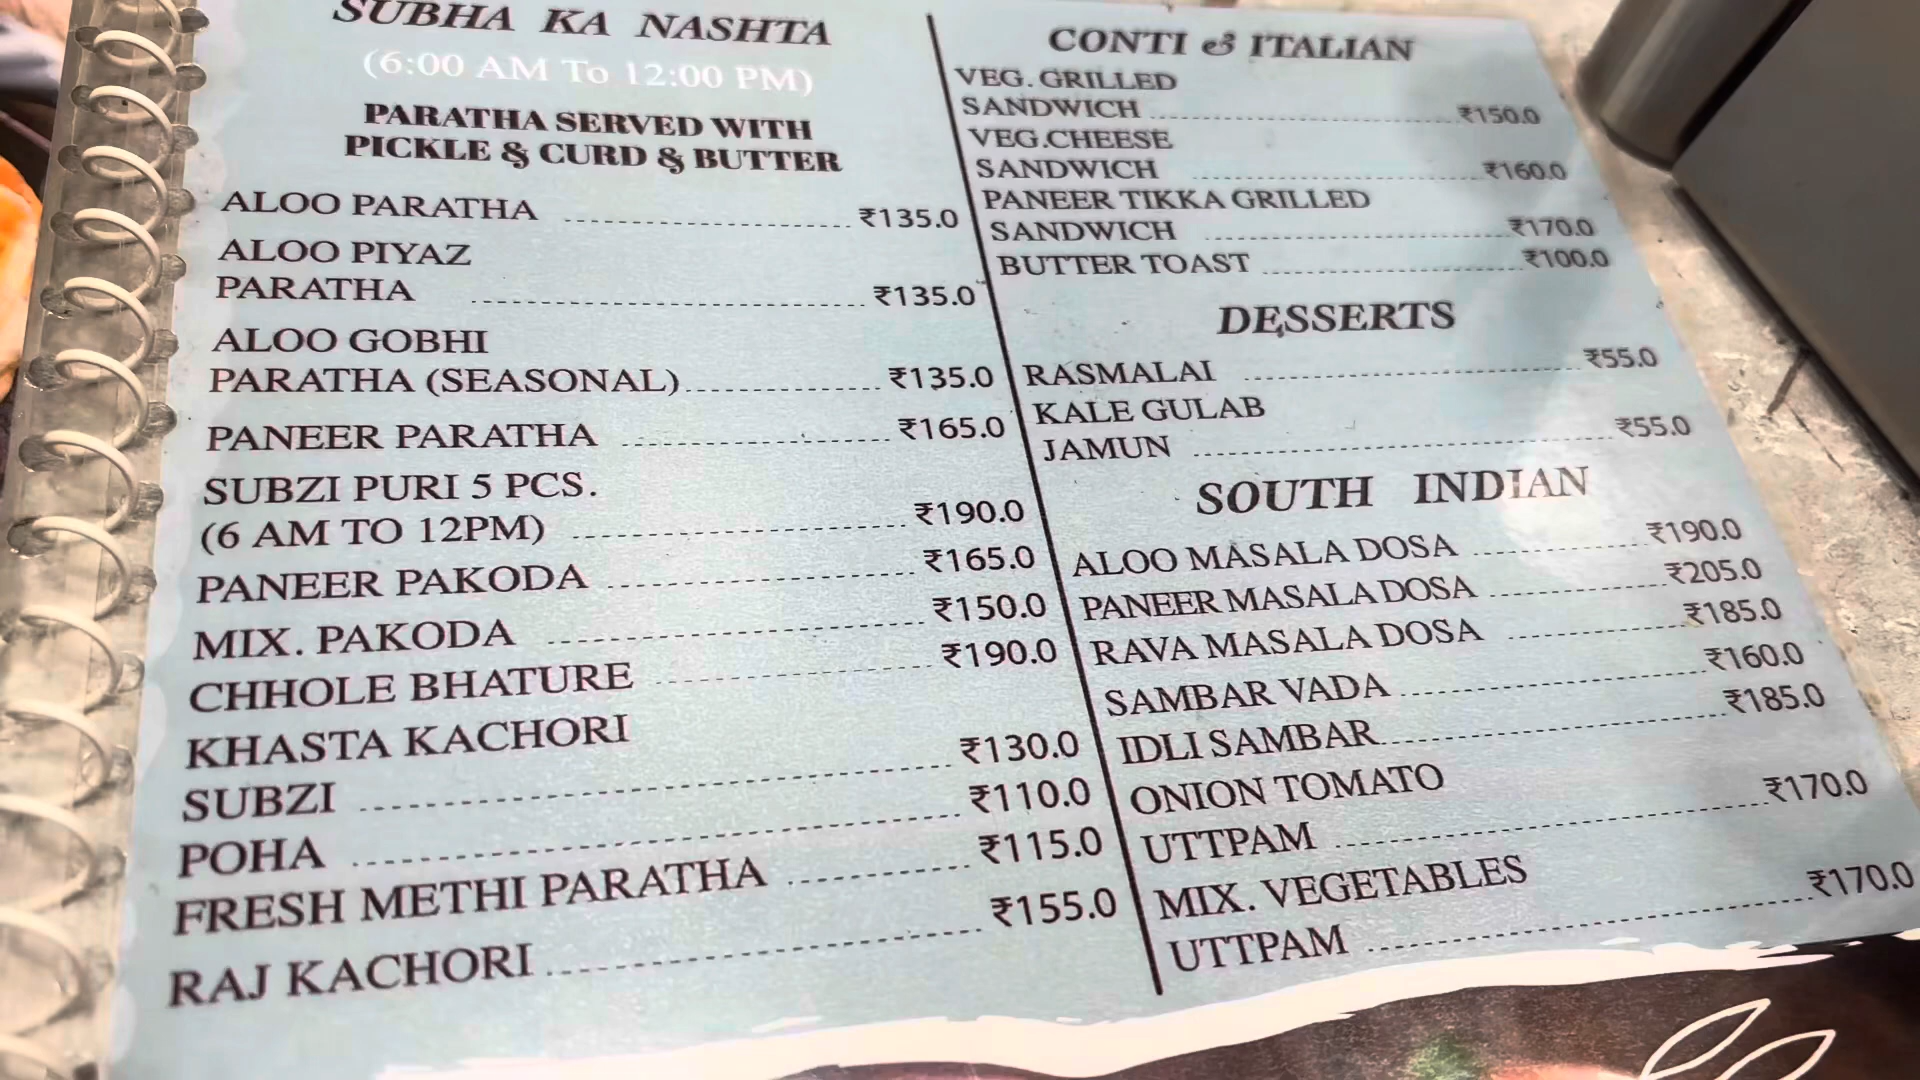 SUBHA KA NASHTA
(6:00 AM To 12:00 PM)
PARATHA SERVED WITH
PICKLE & CURD & BUTTER
ALOO PARATHA ₹135.0
ALOO PIYAZ
PARATHA ₹135.0
ALOO GOBHI
PARATHA (SEASONAL) ₹135.0
PANEER PARATHA ₹165.0
SUBZI PURI 5 PCS.
(6 AM TO 12PM) ₹190.0
PANEER PAKODA ₹165.0
MIX. PAKODA ₹150.0
CHHOLE BHATURE ₹190.0
KHASTA KACHORI
SUBZI ₹130.0
POHA ₹110.0
FRESH METHI PARATHA ₹115.0
RAJ KACHORI ₹155.0
CONTI & ITALIAN
VEG. GRILLED
SANDWICH ₹150.0
VEG.CHEESE
SANDWICH ₹160.0
PANEER TIKKA GRILLED
SANDWICH ₹170.0
BUTTER TOAST ₹100.0
DESSERTS
RASMALAI ₹55.0
KALE GULAB
JAMUN ₹55.0
SOUTH INDIAN
ALOO MASALA DOSA ₹190.0
PANEER MASALA DOSA ₹205.0
RAVA MASALA DOSA ₹185.0
SAMBAR VADA ₹160.0
IDLI SAMBAR ₹185.0
ONION TOMATO
UTTPAM ₹170.0
MIX. VEGETABLES
UTTPAM ₹170.0